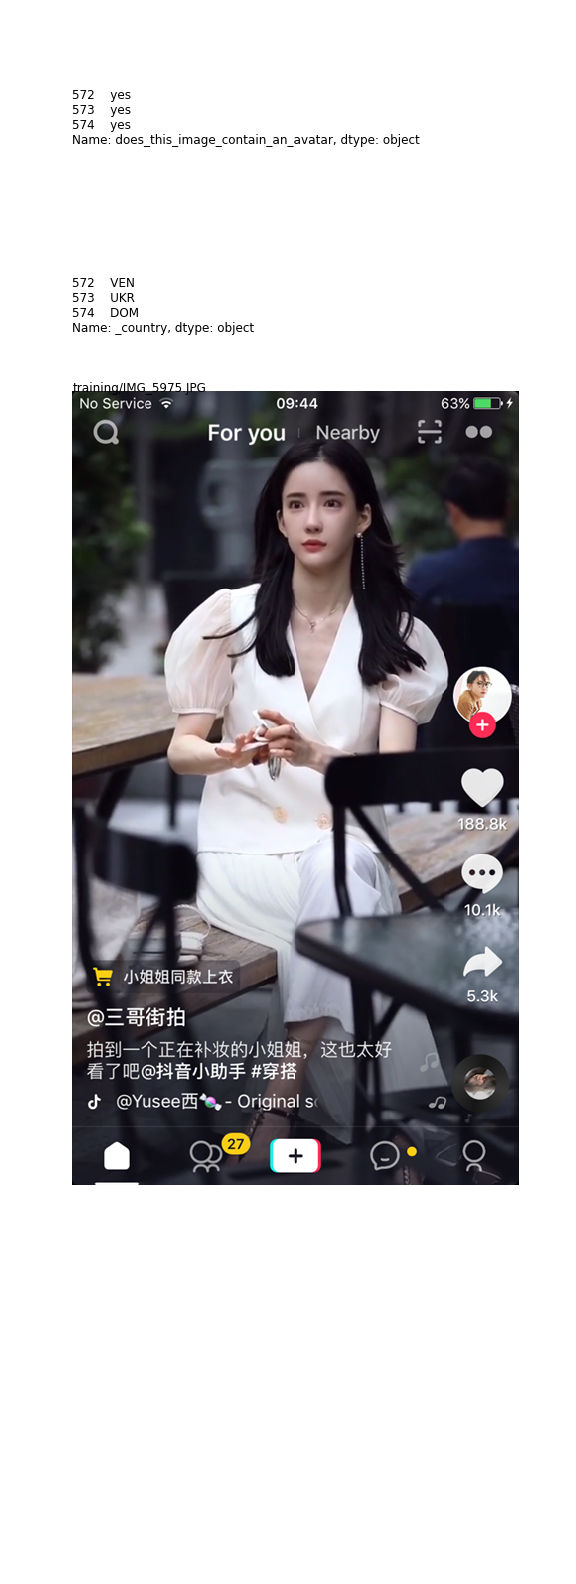 572 yes
573 yes
574 yes
Name: does_this_image_contain_an_avatar, dtype: object
572 VEN
573 UKR
574 DOM
Name: _country, dtype: object
training/IMG_5975.JPG
No Service 09:44 63%
For you Nearby
188.8k
10.1k
5.3k
小姐姐同款上衣
@三哥街拍
拍到一个正在补妆的小姐姐，这也太好
看了吧@抖音小助手 #穿搭
@Yusee西🍬 - Original s
27